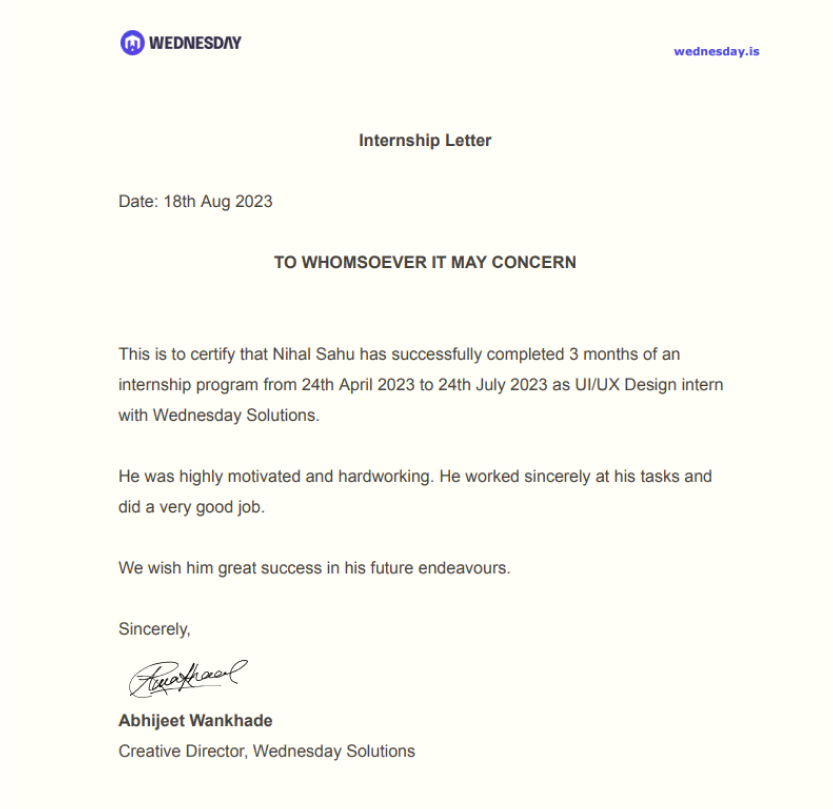 WEDNESDAY
wednesday.is
Internship Letter
Date: 18th Aug 2023
TO WHOMSOEVER IT MAY CONCERN
This is to certify that Nihal Sahu has successfully completed 3 months of an
internship program from 24th April 2023 to 24th July 2023 as UI/UX Design intern
with Wednesday Solutions.
He was highly motivated and hardworking. He worked sincerely at his tasks and
did a very good job.
We wish him great success in his future endeavours.
Sincerely,
Abhijeet Wankhade
Creative Director, Wednesday Solutions